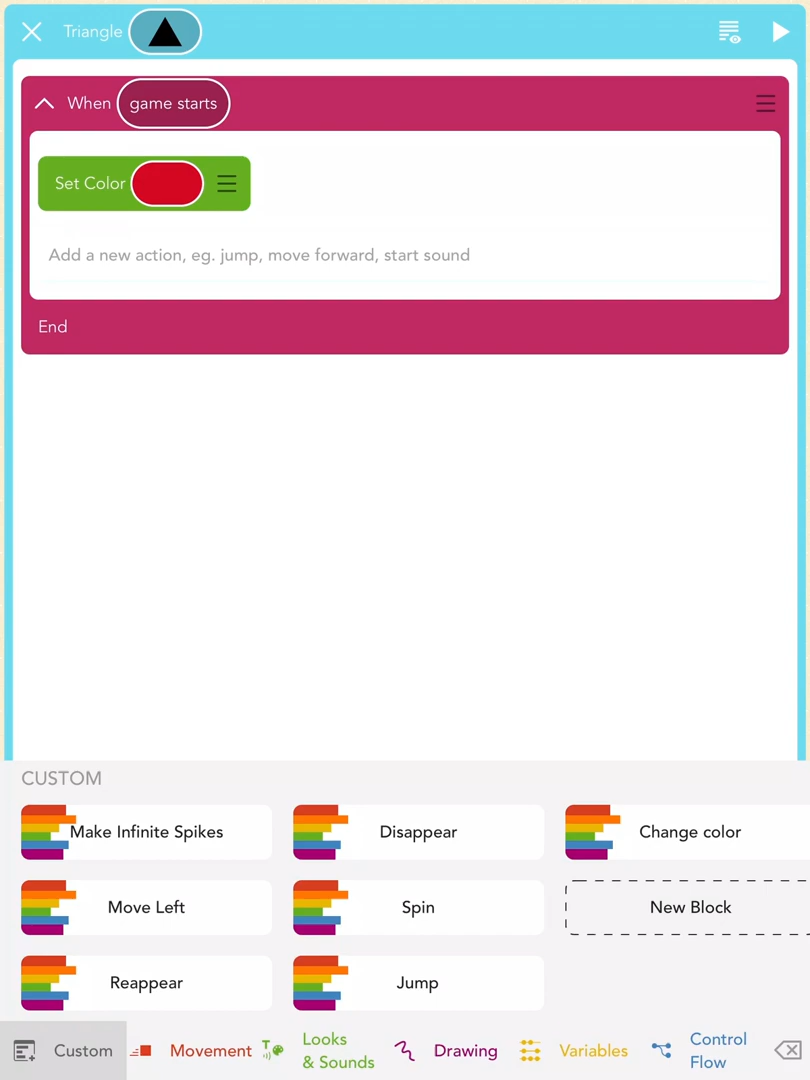 Triangle
When game starts
Set Color
Add a new action, eg. jump, move forward, start sound
End
CUSTOM
Make Infinite Spikes
Disappear
Change color
Move Left
Spin
New Block
Reappear
Jump
Custom
Movement
Looks
& Sounds
Drawing
Variables
Control
Flow